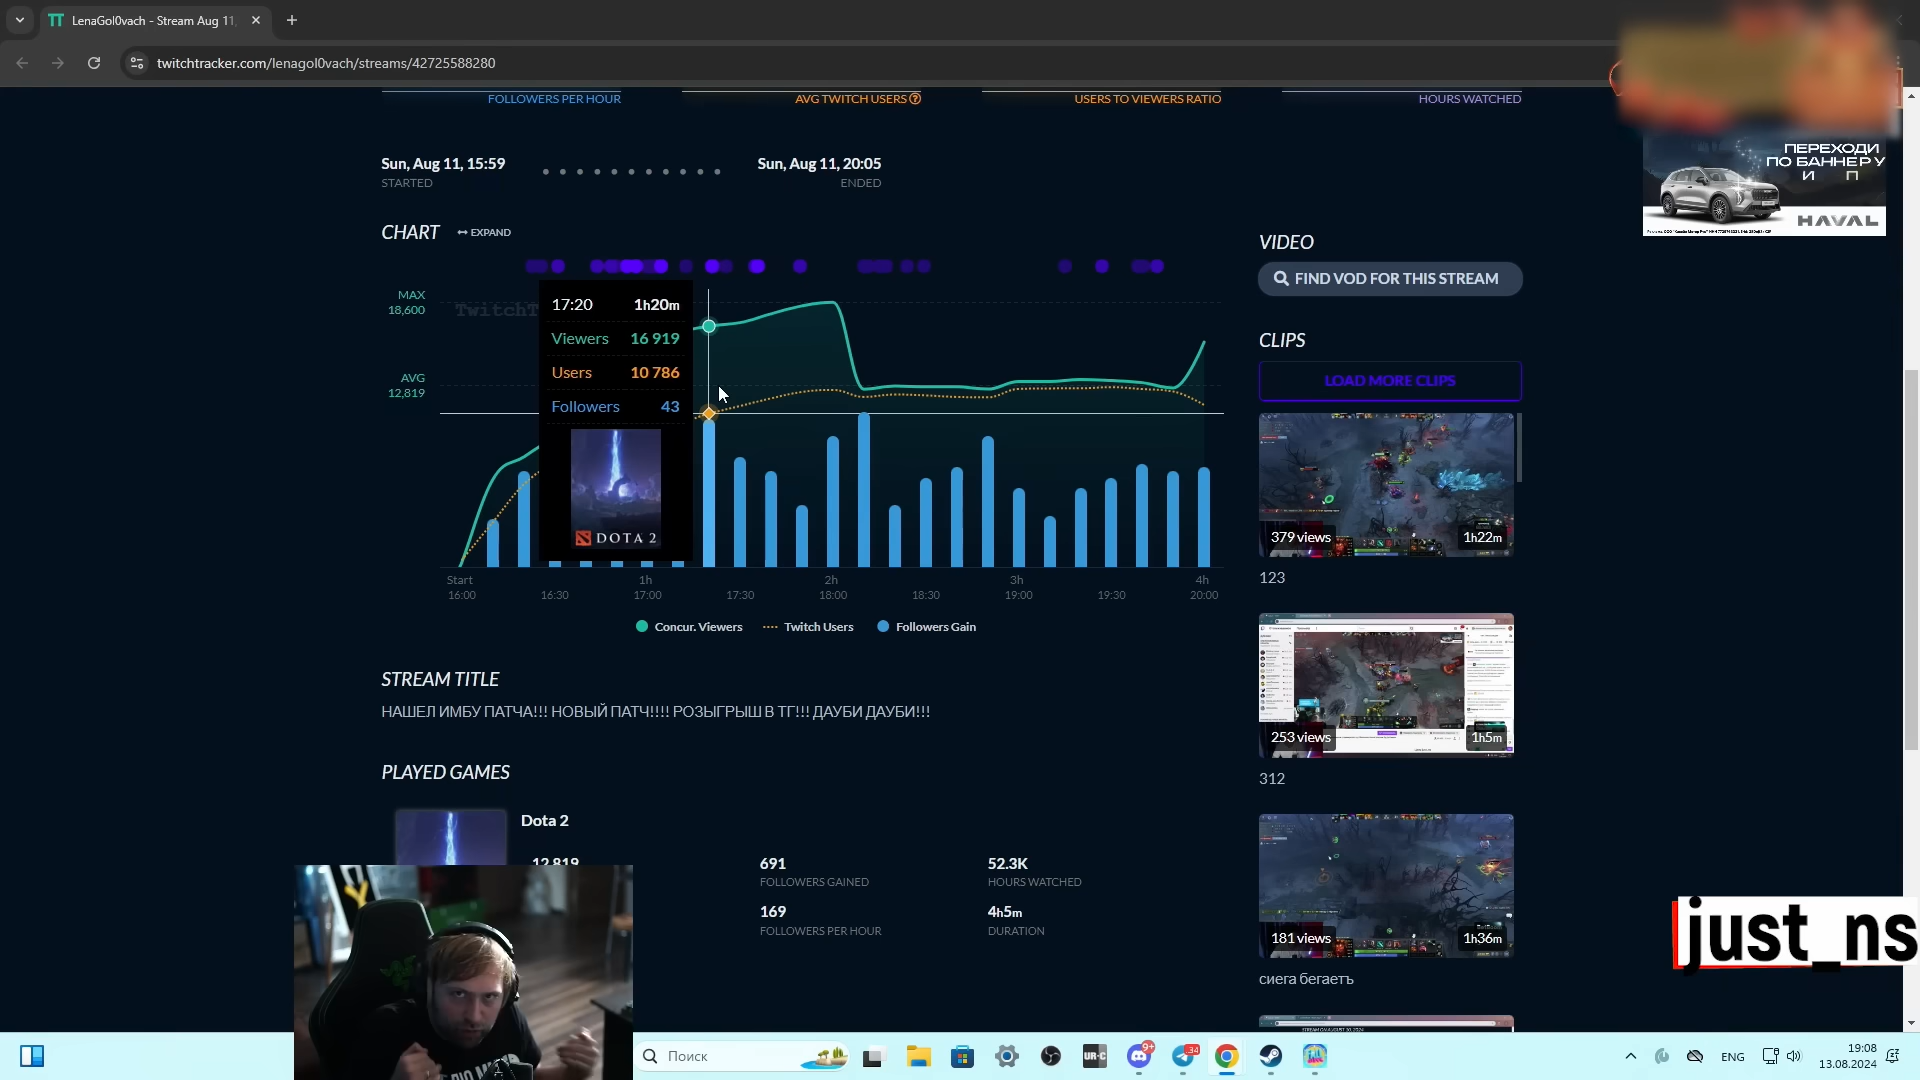 LenaGol0vach - Stream Aug 11,
twitchtracker.com/lenagol0vach/streams/42725588280
FOLLOWERS PER HOUR
AVG TWITCH USERS
USERS TO VIEWERS RATIO
HOURS WATCHED
ПЕРЕХОДИ
ПО БАННЕРУ
И П
HAVAL
Sun, Aug 11, 15:59
STARTED
Sun, Aug 11, 20:05
ENDED
CHART
EXPAND
MAX
18,600
AVG
12,819
TwitchT
17:20 1h20m
Viewers 16 919
Users 10 786
Followers 43
DOTA 2
Start 1h 2h 3h 4h
16:00 16:30 17:00 17:30 18:00 18:30 19:00 19:30 20:00
Concur. Viewers Twitch Users Followers Gain
VIDEO
FIND VOD FOR THIS STREAM
CLIPS
LOAD MORE CLIPS
379 views 1h22m
123
253 views 1h5m
312
181 views 1h36m
сиега бегаетъ
STREAM TITLE
НАШЕЛ ИМБУ ПАТЧА!!! НОВЫЙ ПАТЧ!!!! РОЗЫГРЫШ В ТГ!!! ДАУБИ ДАУБИ!!!
PLAYED GAMES
Dota 2
12 819
691
FOLLOWERS GAINED
52.3K
HOURS WATCHED
169
FOLLOWERS PER HOUR
4h5m
DURATION
just_ns
Поиск
UR-C
9+
34
ENG
19:08
13.08.2024